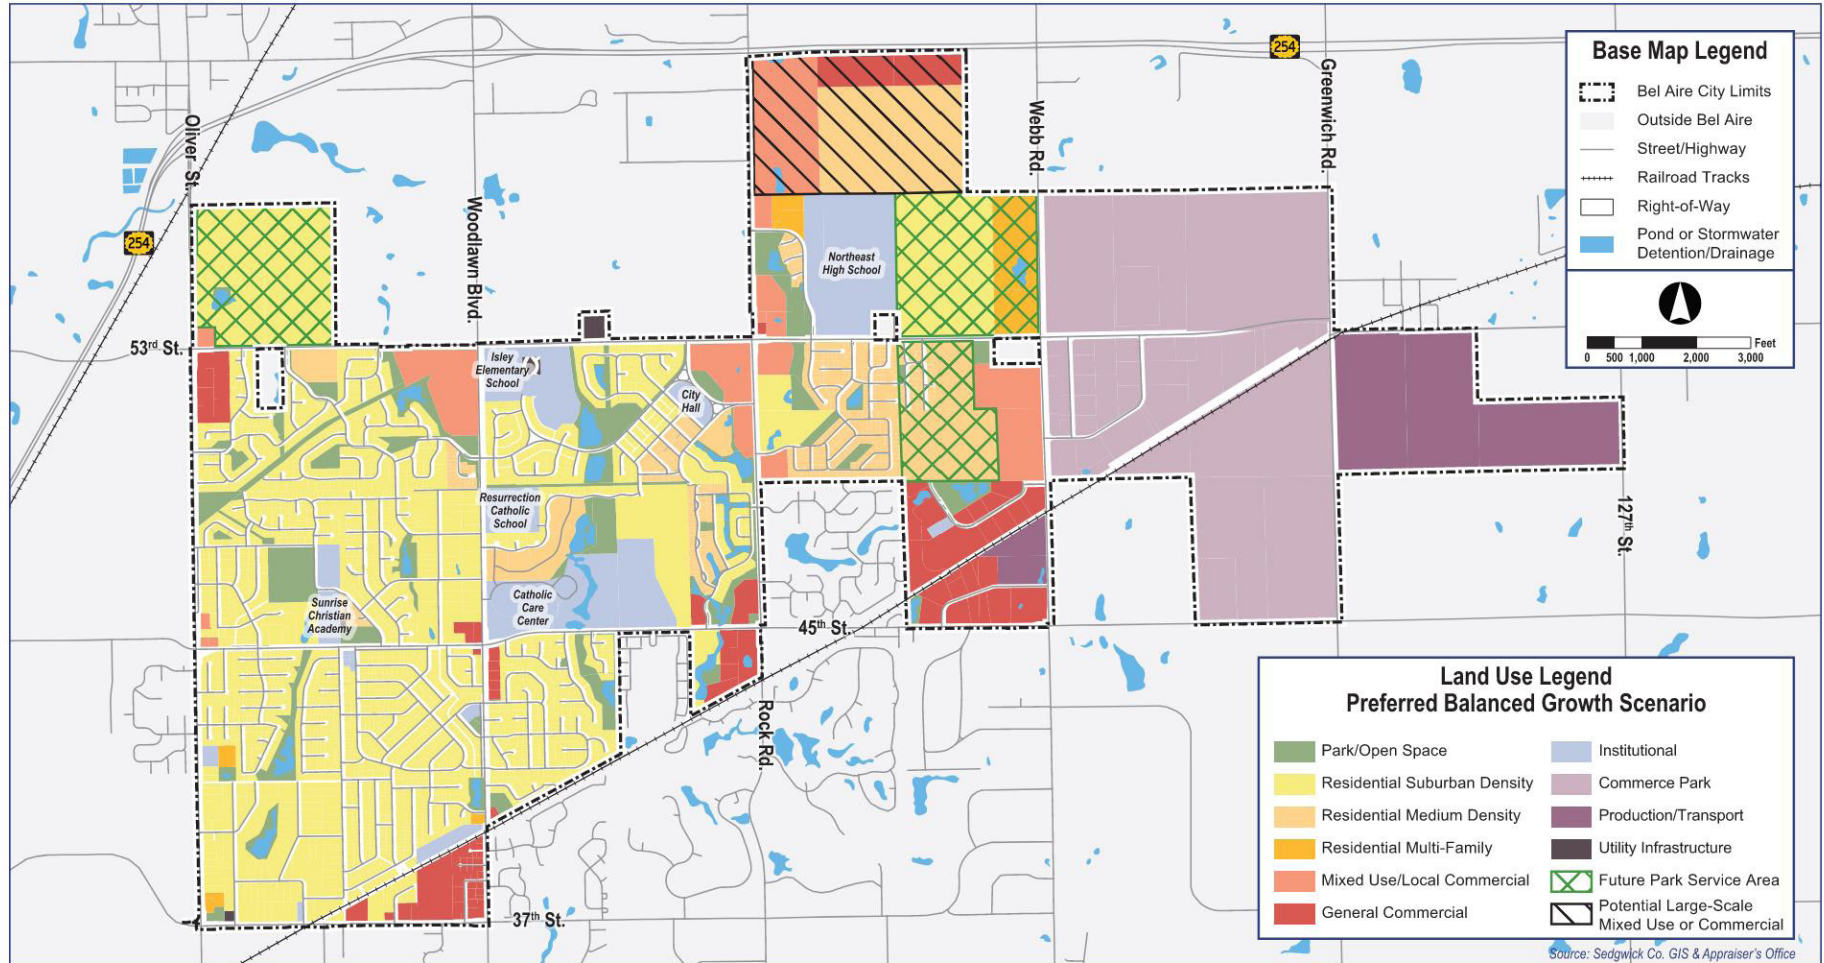 254
Oliver St.
254
Woodlawn Blvd.
Webb Rd.
Greenwich Rd.
53rd St.
Northeast
High School
Isley
Elementary
School
City
Hall
Resurrection
Catholic
School
Sunrise
Christian
Academy
Catholic
Care
Center
45th St.
Rock Rd.
37th St.
127th St.
Base Map Legend
Bel Aire City Limits
Outside Bel Aire
Street/Highway
Railroad Tracks
Right-of-Way
Pond or Stormwater
Detention/Drainage
0 500 1,000 2,000 3,000 Feet
Land Use Legend
Preferred Balanced Growth Scenario
Park/Open Space
Residential Suburban Density
Residential Medium Density
Residential Multi-Family
Mixed Use/Local Commercial
General Commercial
Institutional
Commerce Park
Production/Transport
Utility Infrastructure
Future Park Service Area
Potential Large-Scale
Mixed Use or Commercial
Source: Sedgwick Co. GIS & Appraiser's Office